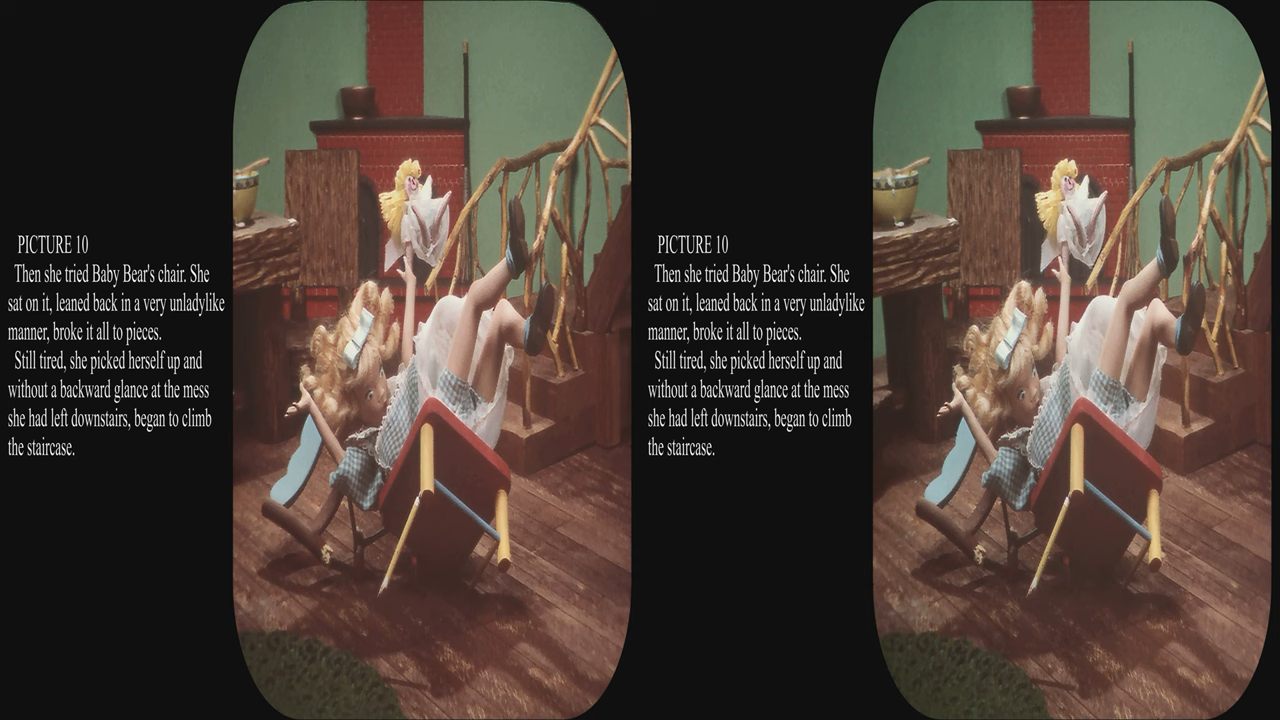 PICTURE 10
Then she tried Baby Bear's chair. She
sat on it, leaned back in a very unladylike
manner, broke it all to pieces.
Still tired, she picked herself up and
without a backward glance at the mess
she had left downstairs, began to climb
the staircase.
PICTURE 10
Then she tried Baby Bear's chair. She
sat on it, leaned back in a very unladylike
manner, broke it all to pieces.
Still tired, she picked herself up and
without a backward glance at the mess
she had left downstairs, began to climb
the staircase.